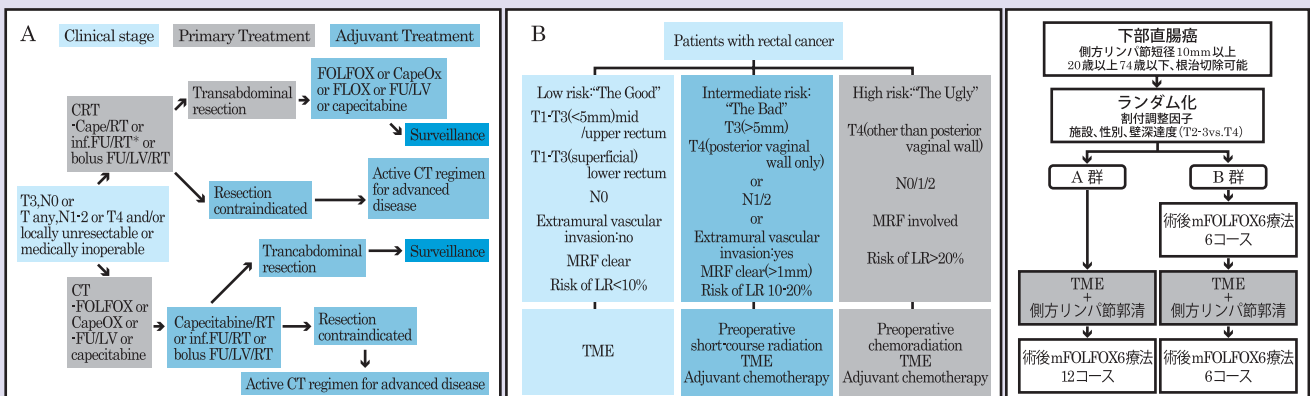 A
Clinical stage
Primary Treatment
Adjuvant Treatment
CRT
-Cape/RT or
inf.FU/RT* or
bolus FU/LV/RT
Transabdominal
resection
FOLFOX or CapeOx
or FLOX or FU/LV
or capecitabine
Surveillance
Resection
contraindicated
Active CT regimen
for advanced
disease
T3,N0 or
T any,N1-2 or T4 and/or
locally unresectable or
medically inoperable
CT
-FOLFOX or
CapeOX or
-FU/LV or
capecitabine
Capecitabine/RT
or inf.FU/RT or
bolus FU/LV/RT
Trancabdominal
resection
Surveillance
Resection
contraindicated
Active CT regimen for advanced disease
B
Patients with rectal cancer
Low risk:“The Good”
T1-T3(<5mm)mid
/upper rectum
T1-T3(superficial)
lower rectum
N0
Extramural vascular
invasion:no
MRF clear
Risk of LR<10%
TME
Intermediate risk:
“The Bad”
T3(>5mm)
T4(posterior vaginal
wall only)
or
N1/2
or
Extramural vascular
invasion:yes
MRF clear(>1mm)
Risk of LR 10-20%
Preoperative
short-course radiation
TME
Adjuvant chemotherapy
High risk:“The Ugly”
T4(other than posterior
vaginal wall)
N0/1/2
MRF involved
Risk of LR>20%
Preoperative
chemoradiation
TME
Adjuvant chemotherapy
下部直腸癌
側方リンパ節短径10mm以上
20歳以上74歳以下、根治切除可能
ランダム化
割付調整因子
施設、性別、壁深達度(T2-3vs.T4)
A 群
B 群
術後mFOLFOX6療法
6コース
TME
+
側方リンパ節郭清
TME
+
側方リンパ節郭清
術後mFOLFOX6療法
12コース
術後mFOLFOX6療法
6コース